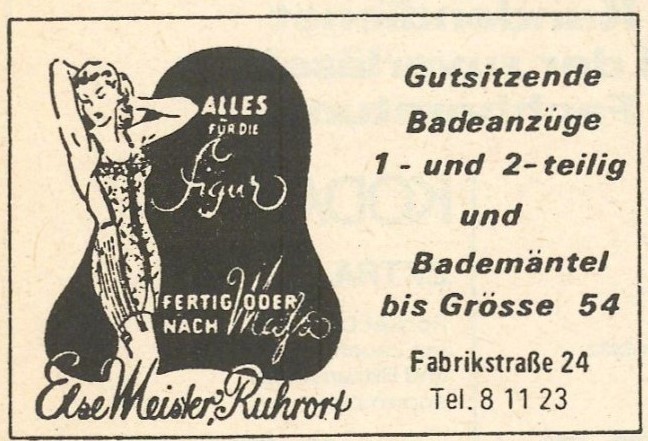 ALLES
FÜR DIE
Figur
FERTIG ODER
NACH Maß
Else Meister, Ruhrort
Gutsitzende
Badeanzüge
1 - und 2-teilig
und
Bademäntel
bis Grösse 54
Fabrikstraße 24
Tel. 8 11 23